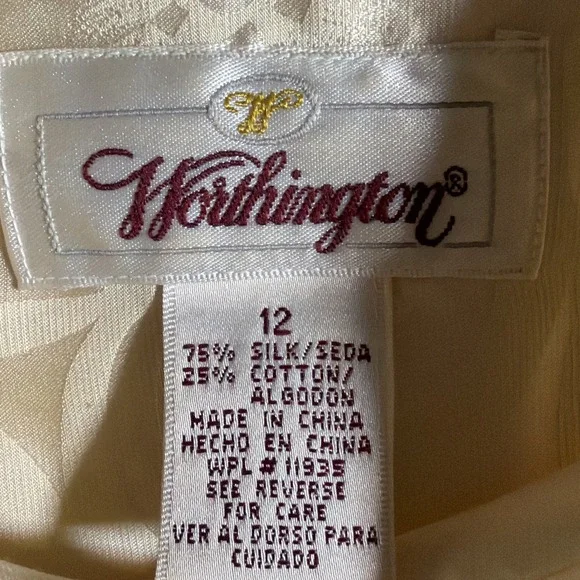 W
Worthington®
12
75% SILK/SEDA
25% COTTON/
ALGODON
MADE IN CHINA
HECHO EN CHINA
WPL # 11935
SEE REVERSE
FOR CARE
VER AL DORSO PARA
CUIDADO